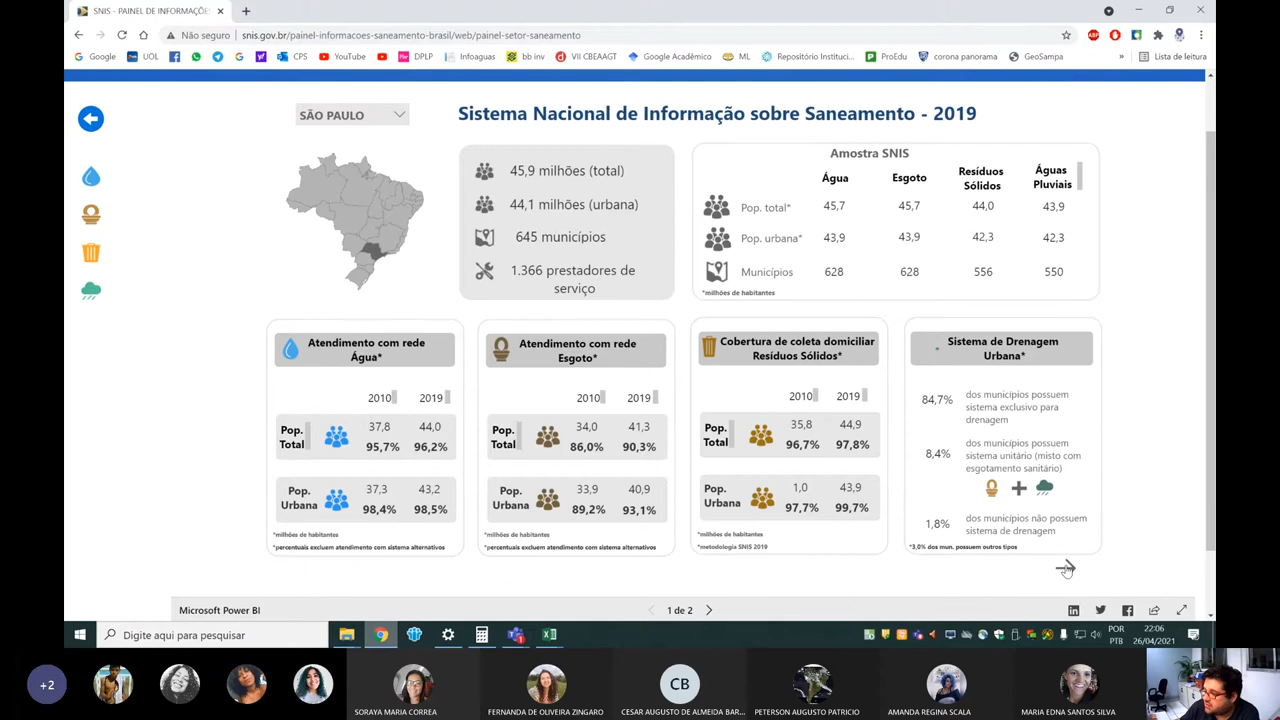 SNIS - PAINEL DE INFORMAÇÕES
Não seguro
snis.gov.br/painel-informacoes-saneamento-brasil/web/painel-setor-saneamento
Google
UOL
CPS
YouTube
DPLP
Infoaguas
bb inv
VII CBEAAGT
Google Acadêmico
ML
Repositório Instituci...
ProEdu
corona panorama
GeoSampa
»
Lista de leitura
SÃO PAULO
Sistema Nacional de Informação sobre Saneamento - 2019
45,9 milhões (total)
44,1 milhões (urbana)
645 municípios
1.366 prestadores de
serviço
Amostra SNIS
Água Esgoto Resíduos Sólidos Águas Pluviais
Pop. total* 45,7 45,7 44,0 43,9
Pop. urbana* 43,9 43,9 42,3 42,3
Municípios 628 628 556 550
*milhões de habitantes
Atendimento com rede
Água*
2010 2019
Pop. Total 37,8 44,0
95,7% 96,2%
Pop. Urbana 37,3 43,2
98,4% 98,5%
*milhões de habitantes
*percentuais excluem atendimento com sistema alternativos
Atendimento com rede
Esgoto*
2010 2019
Pop. Total 34,0 41,3
86,0% 90,3%
Pop. Urbana 33,9 40,9
89,2% 93,1%
*milhões de habitantes
*percentuais excluem atendimento com sistema alternativos
Cobertura de coleta domiciliar
Resíduos Sólidos*
2010 2019
Pop. Total 35,8 44,9
96,7% 97,8%
Pop. Urbana 1,0 43,9
97,7% 99,7%
*milhões de habitantes
*metodologia SNIS 2019
Sistema de Drenagem
Urbana*
84,7% dos municípios possuem
sistema exclusivo para
drenagem
8,4% dos municípios possuem
sistema unitário (misto com
esgotamento sanitário)
1,8% dos municípios não possuem
sistema de drenagem
*3,0% dos mun. possuem outros tipos
Microsoft Power BI
1 de 2
Digite aqui para pesquisar
POR
PTB
22:06
26/04/2021
+2
SORAYA MARIA CORREA
FERNANDA DE OLIVEIRA ZINGARO
CB
CESAR AUGUSTO DE ALMEIDA BAR...
PETERSON AUGUSTO PATRICIO
AMANDA REGINA SCALA
MARIA EDNA SANTOS SILVA